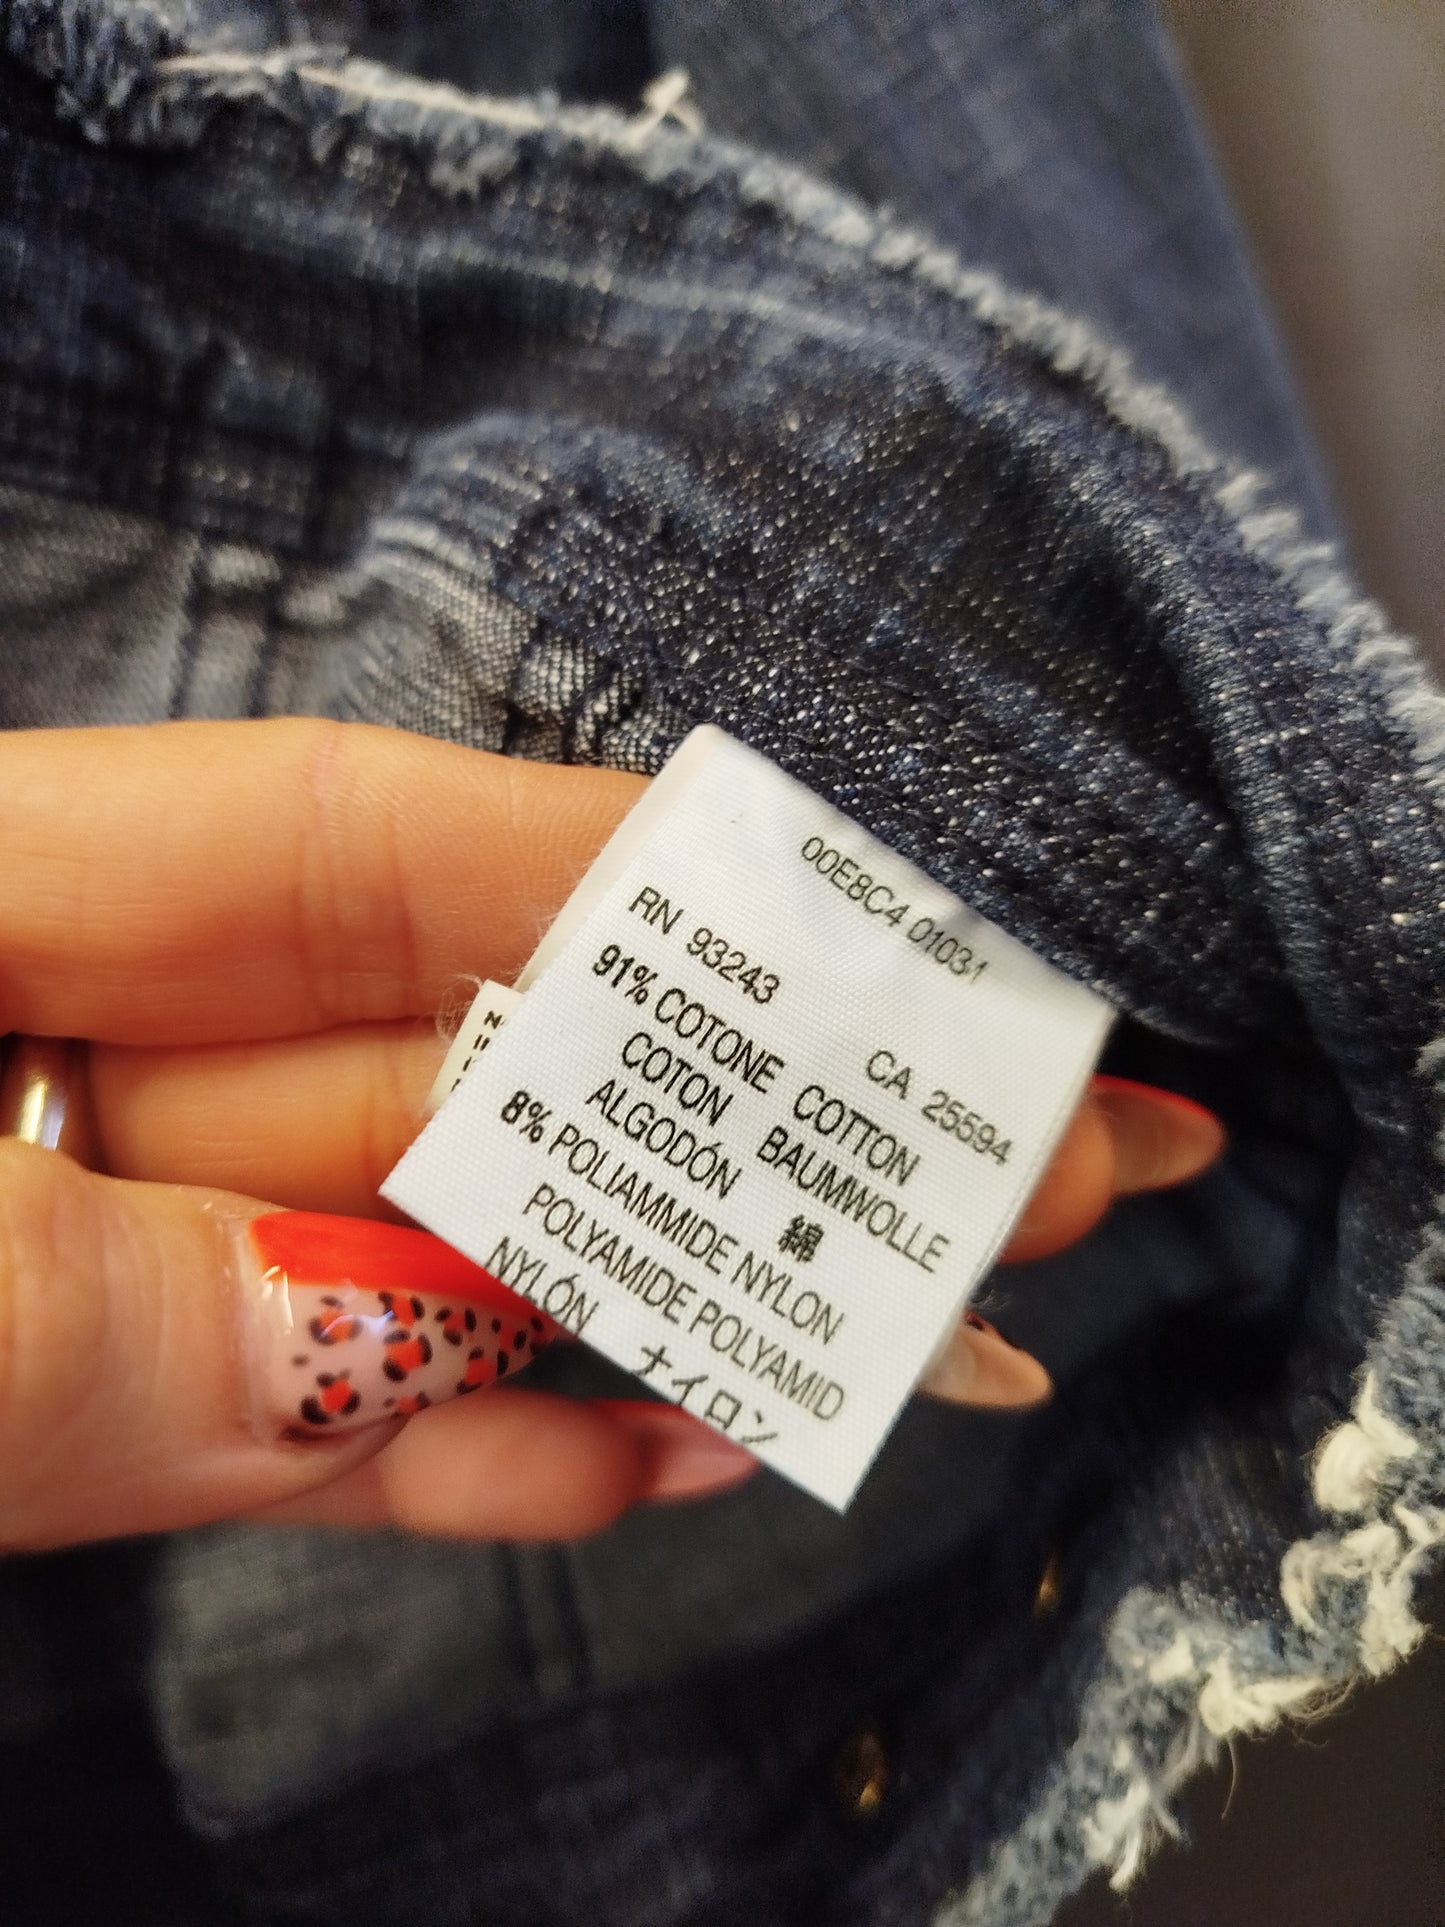 00E8C4 01031
RN 93243 CA 25594
91% COTONE COTTON
COTON BAUMWOLLE
ALGODÓN 綿
8% POLIAMMIDE NYLON
POLYAMIDE POLYAMID
NYLÓN ナイロン